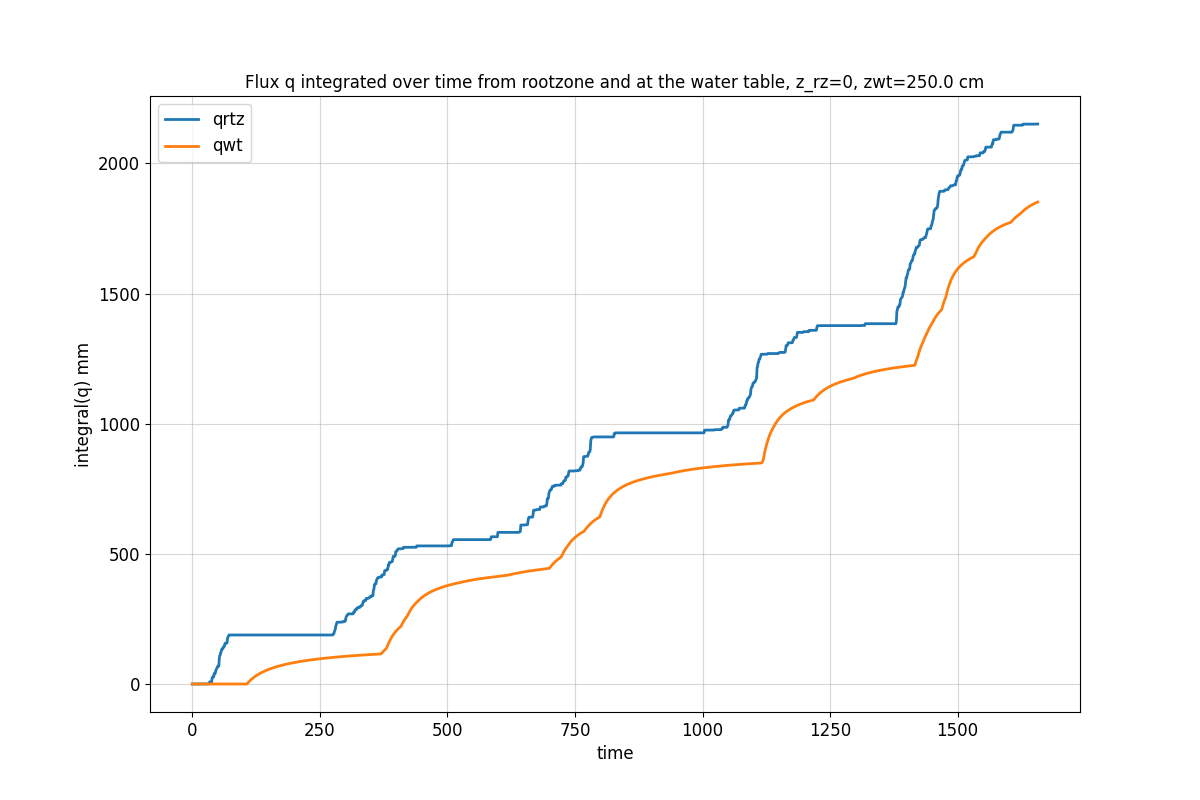 Flux q integrated over time from rootzone and at the water table, z_rz=0, zwt=250.0 cm
qrtz
qwt
2000
1500
1000
500
0
integral(q) mm
0 250 500 750 1000 1250 1500
time